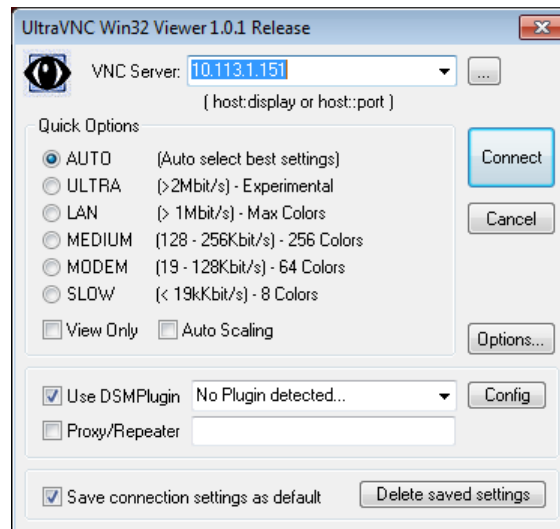 UltraVNC Win32 Viewer 1.0.1 Release
VNC Server: 10.113.1.151 ...
( host:display or host::port )
Quick Options
AUTO (Auto select best settings)
ULTRA (>2Mbit/s) - Experimental
LAN (> 1Mbit/s) - Max Colors
MEDIUM (128 - 256Kbit/s) - 256 Colors
MODEM (19 - 128Kbit/s) - 64 Colors
SLOW (< 19kKbit/s) - 8 Colors
View Only Auto Scaling
Connect
Cancel
Options...
Use DSMPlugin No Plugin detected... Config
Proxy/Repeater
Save connection settings as default Delete saved settings